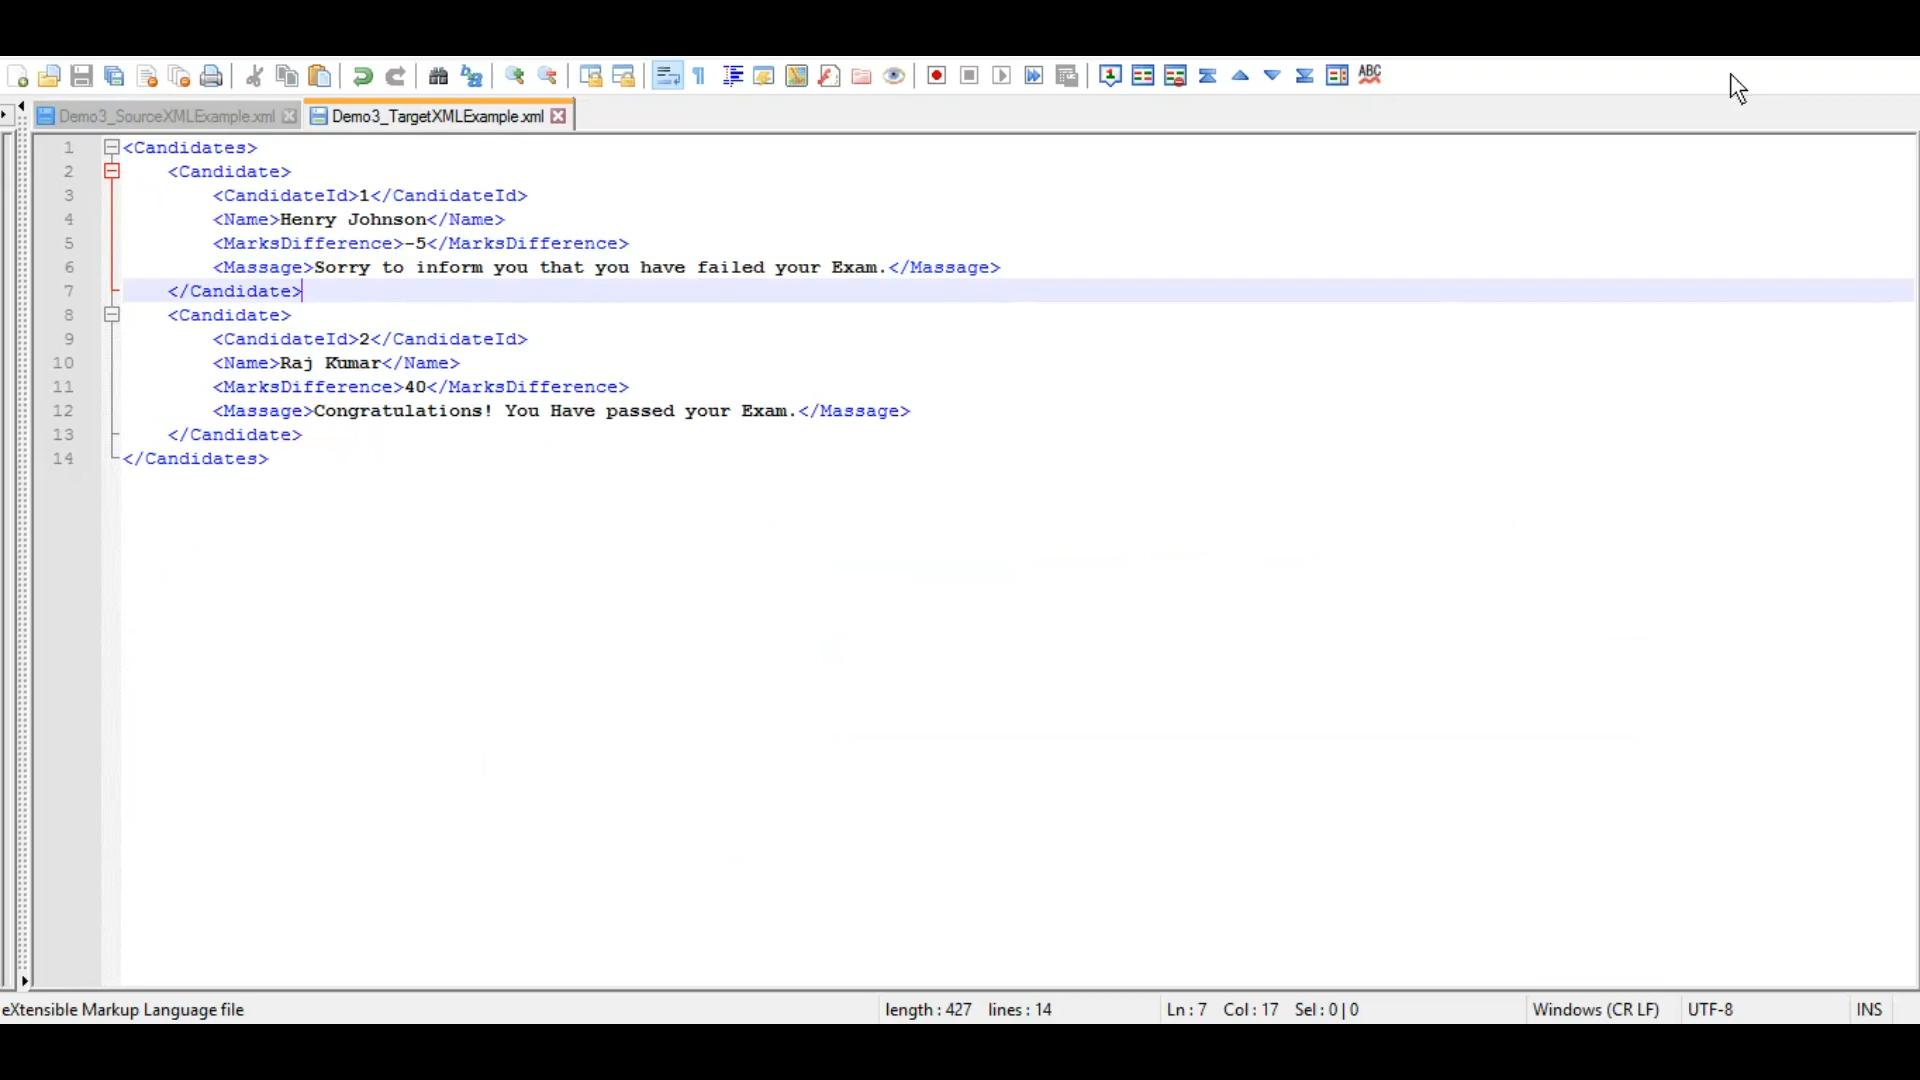 ABC
Demo3_SourceXMLExample.xml Demo3_TargetXMLExample.xml
1 <Candidates>
2 <Candidate>
3 <CandidateId>1</CandidateId>
4 <Name>Henry Johnson</Name>
5 <MarksDifference>-5</MarksDifference>
6 <Massage>Sorry to inform you that you have failed your Exam.</Massage>
7 </Candidate>
8 <Candidate>
9 <CandidateId>2</CandidateId>
10 <Name>Raj Kumar</Name>
11 <MarksDifference>40</MarksDifference>
12 <Massage>Congratulations! You Have passed your Exam.</Massage>
13 </Candidate>
14 </Candidates>
eXtensible Markup Language file length : 427 lines : 14 Ln : 7 Col : 17 Sel : 0 | 0 Windows (CR LF) UTF-8 INS